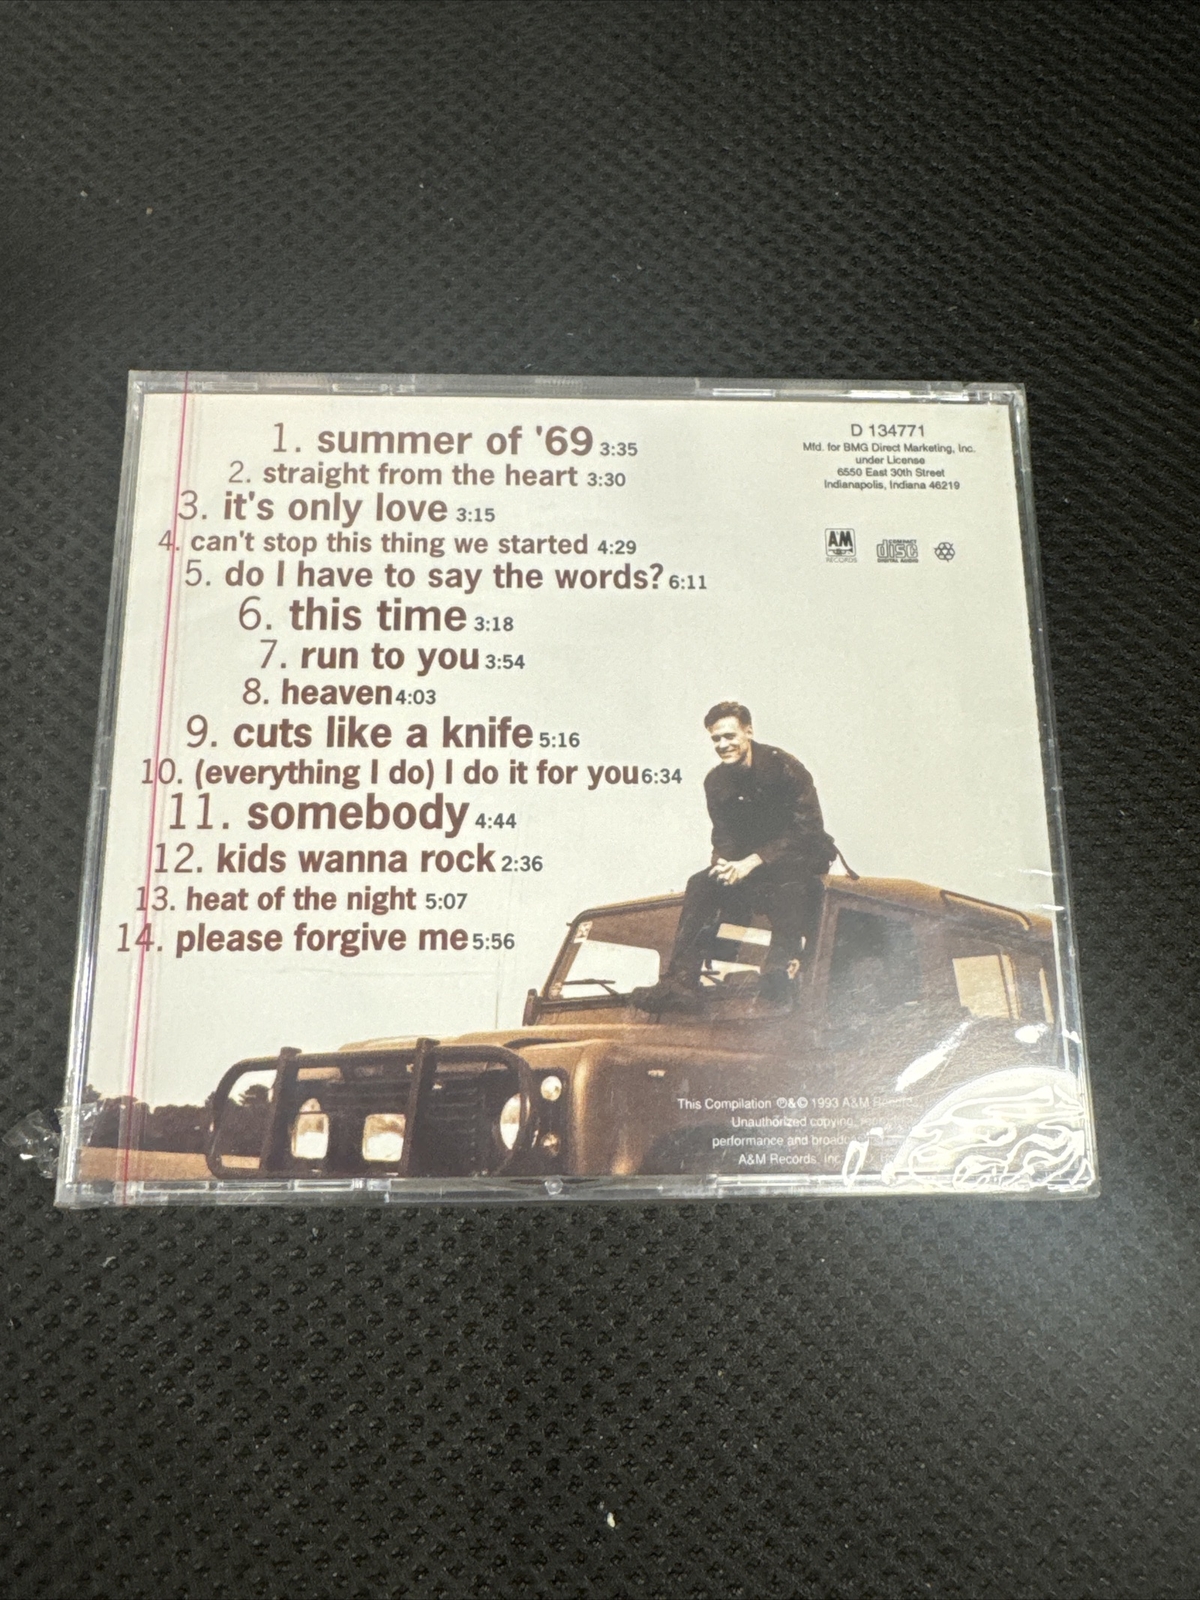 1. summer of '69 3:35
2. straight from the heart 3:30
3. it's only love 3:15
4. can't stop this thing we started 4:29
5. do I have to say the words? 6:11
6. this time 3:18
7. run to you 3:54
8. heaven 4:03
9. cuts like a knife 5:16
10. (everything I do) I do it for you 6:34
11. somebody 4:44
12. kids wanna rock 2:36
13. heat of the night 5:07
14. please forgive me 5:56
D 134771
Mfd. for BMG Direct Marketing, Inc.
under License
6550 East 30th Street
Indianapolis, Indiana 46219
A&M
RECORDS
COMPACT
disc
DIGITAL AUDIO
This Compilation ℗&© 1993 A&M Records
Unauthorized copying,
performance and
A&M Records, Inc.